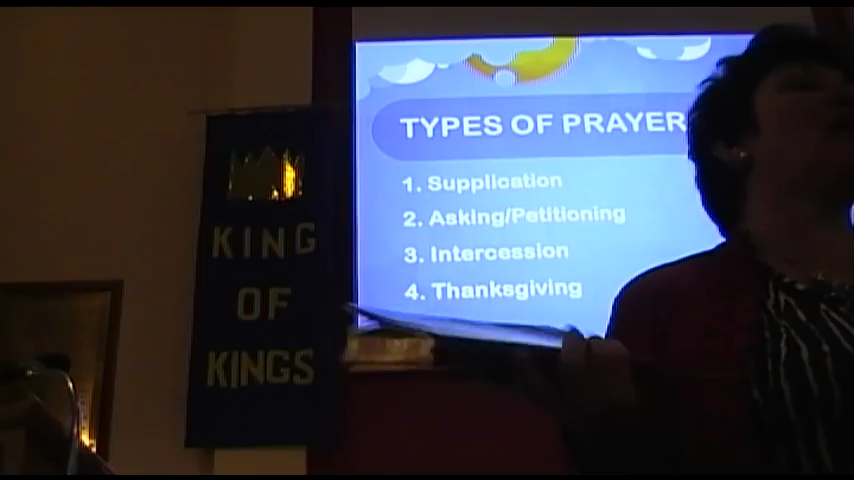 TYPES OF PRAYER
1. Supplication
2. Asking/Petitioning
3. Intercession
4. Thanksgiving
KING
OF
KINGS